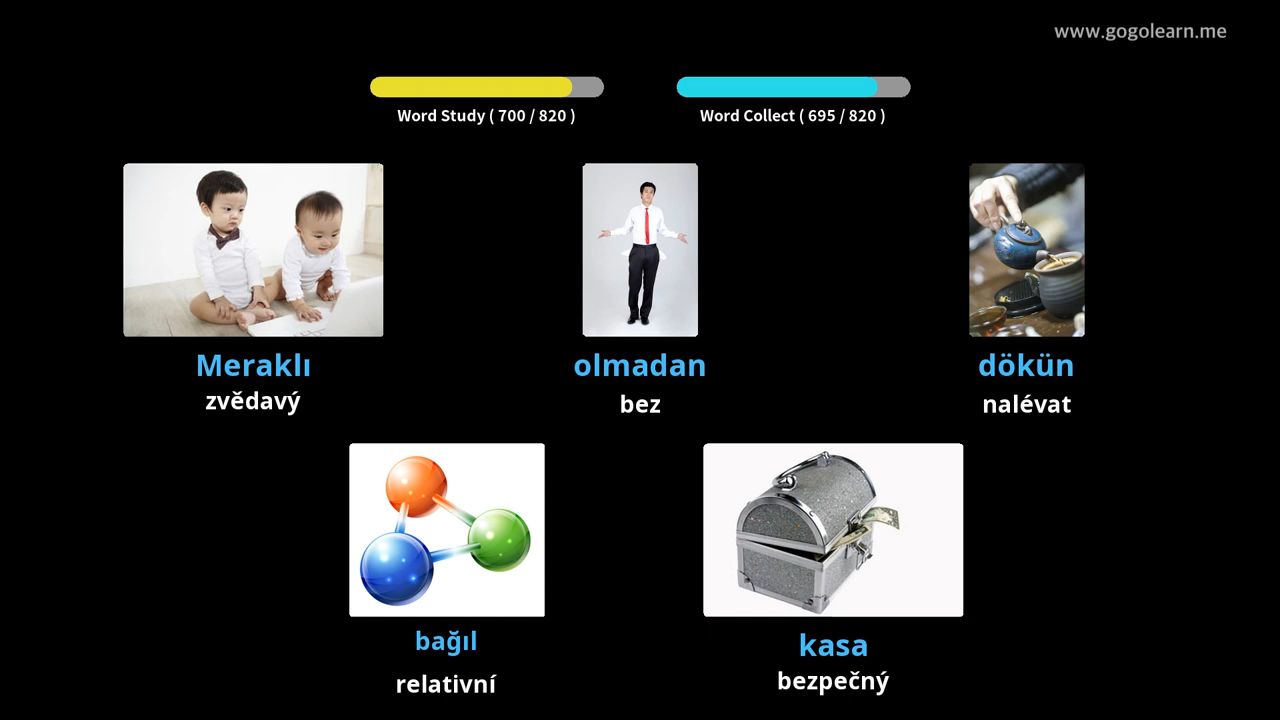 www.gogolearn.me
Word Study ( 700 / 820 )
Word Collect ( 695 / 820 )
Meraklı
zvědavý
olmadan
bez
dökün
nalévat
bağıl
relativní
kasa
bezpečný